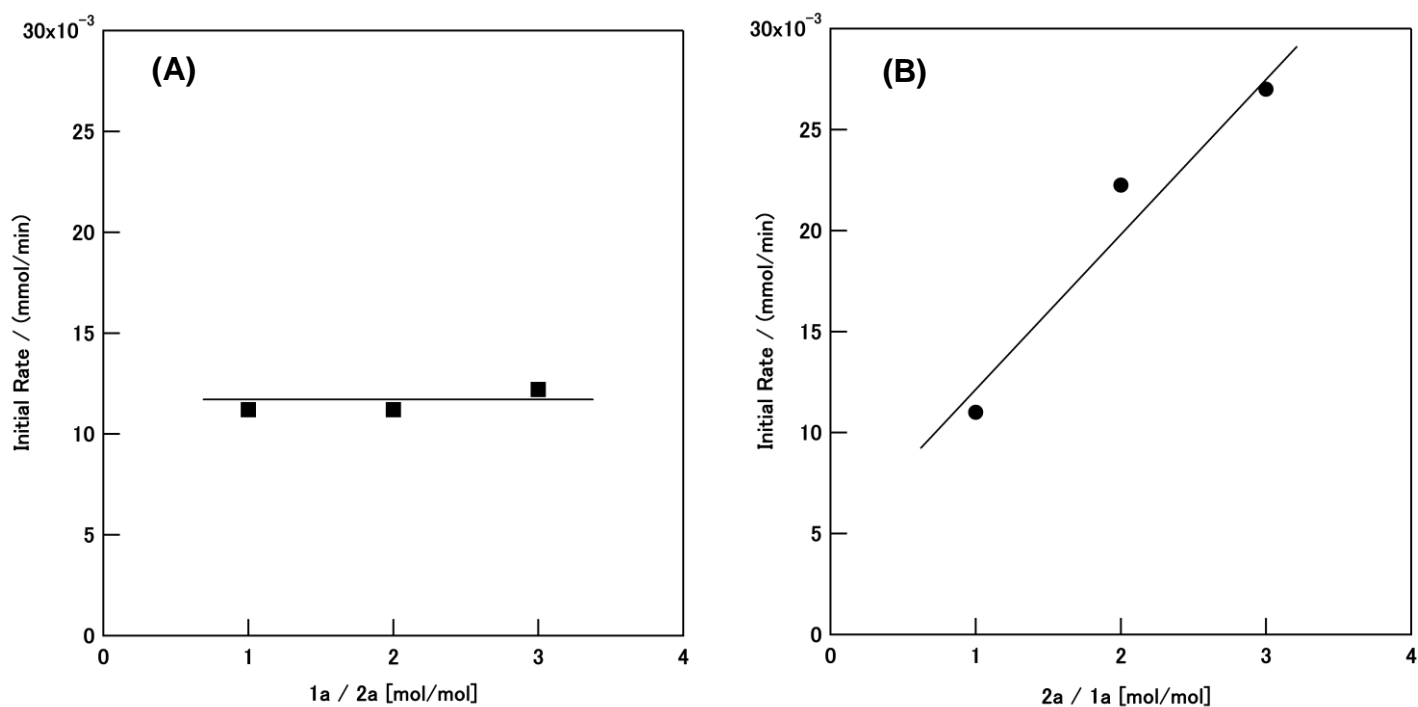 30x10⁻³
(A)
25
20
15
10
5
0
0 1 2 3 4
Initial Rate / (mmol/min)
1a / 2a [mol/mol]
30x10⁻³
(B)
25
20
15
10
5
0
0 1 2 3 4
Initial Rate / (mmol/min)
2a / 1a [mol/mol]